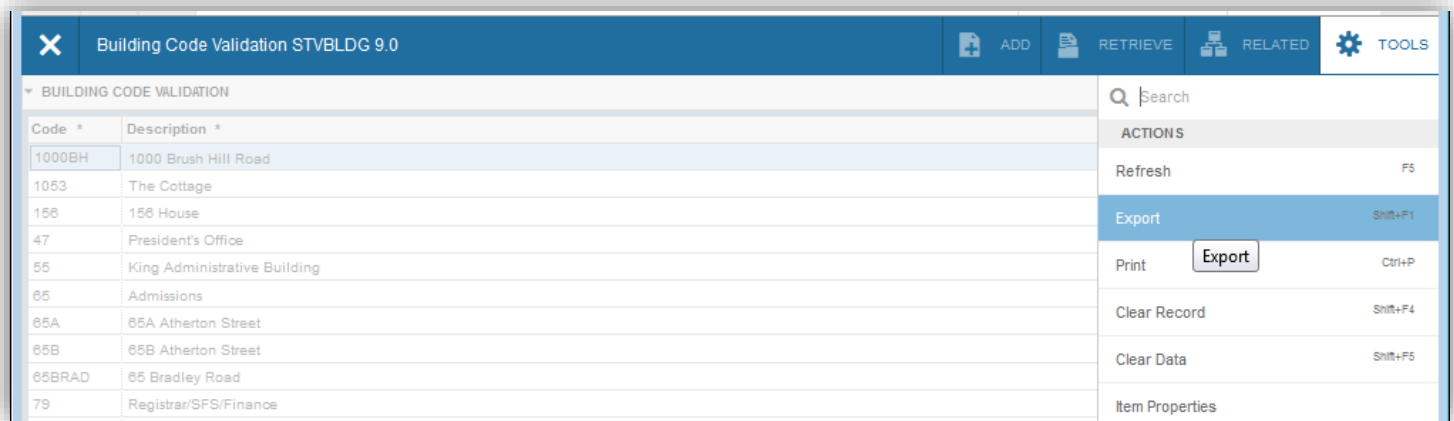 Building Code Validation STVBLDG 9.0 ADD RETRIEVE RELATED TOOLS
BUILDING CODE VALIDATION
Code * Description *
1000BH 1000 Brush Hill Road
1053 The Cottage
156 156 House
47 President's Office
55 King Administrative Building
65 Admissions
65A 65A Atherton Street
65B 65B Atherton Street
65BRAD 65 Bradley Road
79 Registrar/SFS/Finance
Search
ACTIONS
Refresh F5
Export Shift+F1
Export
Print Ctrl+P
Clear Record Shift+F4
Clear Data Shift+F5
Item Properties